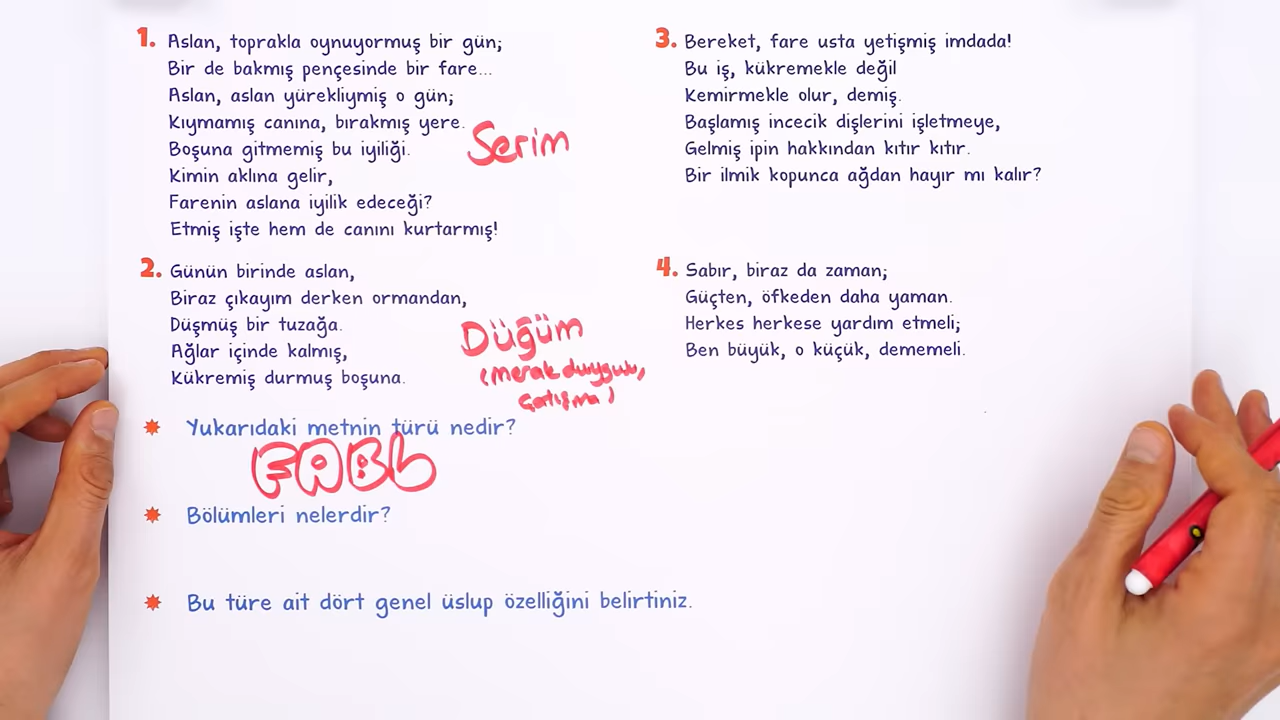 1. Aslan, toprakla oynuyormuş bir gün;
Bir de bakmış pençesinde bir fare...
Aslan, aslan yürekliymiş o gün;
Kıymamış canına, bırakmış yere.
Boşuna gitmemiş bu iyiliği.
Kimin aklına gelir,
Farenin aslana iyilik edeceği?
Etmiş işte hem de canını kurtarmış!
Serim
2. Günün birinde aslan,
Biraz çıkayım derken ormandan,
Düşmüş bir tuzağa.
Ağlar içinde kalmış,
Kükremiş durmuş boşuna.
Düğüm
(merak duygusu,
çatışma)
3. Bereket, fare usta yetişmiş imdada!
Bu iş, kükremekle değil
Kemirmekle olur, demiş.
Başlamış incecik dişlerini işletmeye,
Gelmiş ipin hakkından kıtır kıtır.
Bir ilmik kopunca ağdan hayır mı kalır?
4. Sabır, biraz da zaman;
Güçten, öfkeden daha yaman.
Herkes herkese yardım etmeli;
Ben büyük, o küçük, dememeli.
Yukarıdaki metnin türü nedir?
FABL
Bölümleri nelerdir?
Bu türe ait dört genel üslup özelliğini belirtiniz.